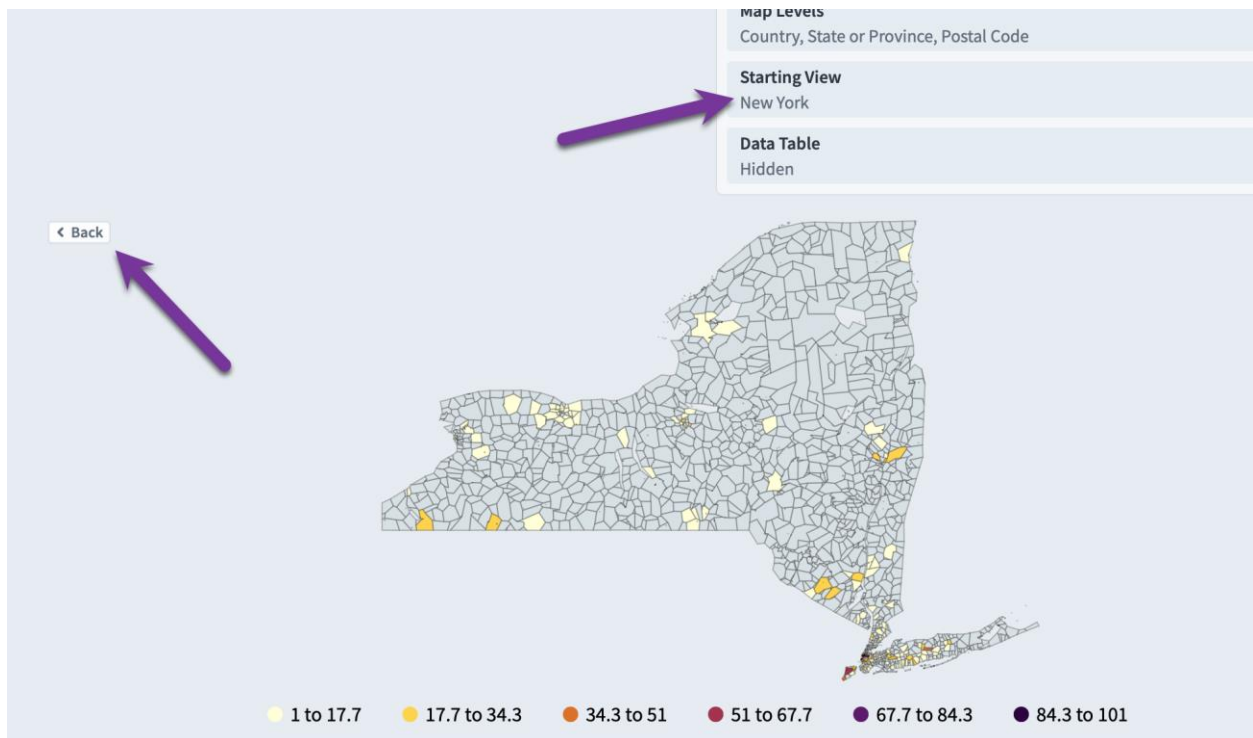 Map Levels
Country, State or Province, Postal Code
Starting View
New York
Data Table
Hidden
< Back
1 to 17.7
17.7 to 34.3
34.3 to 51
51 to 67.7
67.7 to 84.3
84.3 to 101